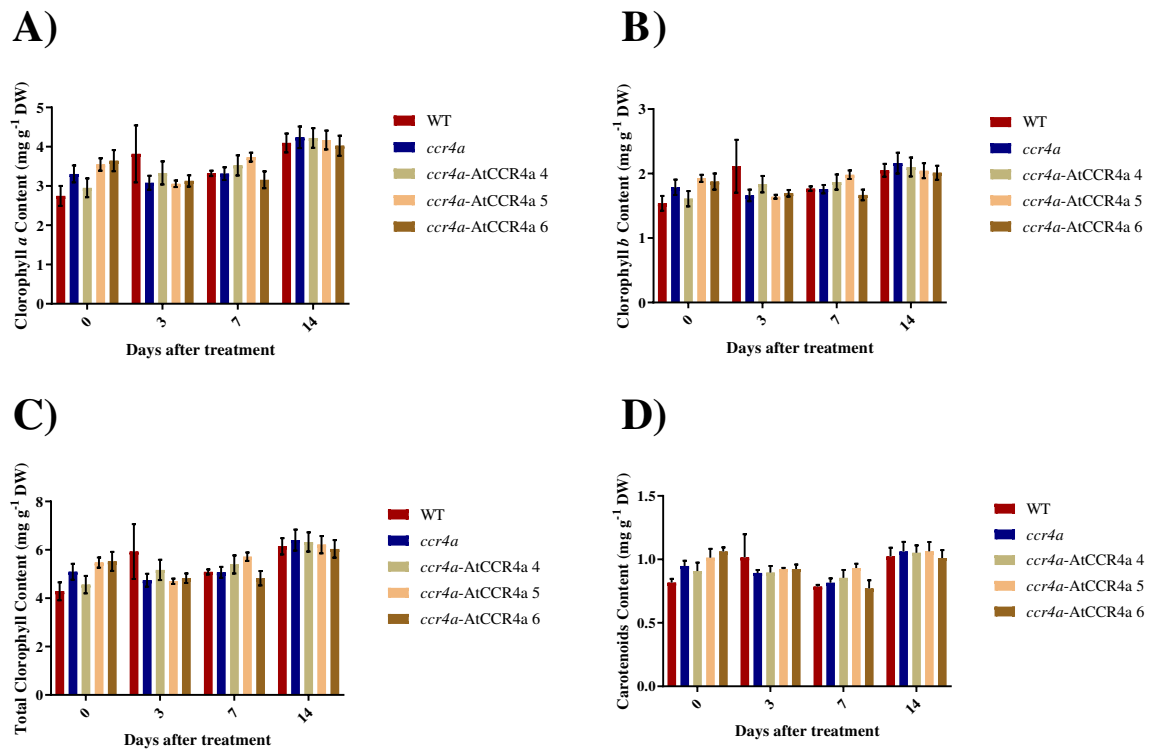 A)
Clorophyll a Content (mg g-1 DW)
5
4
3
2
1
0
0
3
7
14
Days after treatment
WT
ccr4a
ccr4a-AtCCR4a 4
ccr4a-AtCCR4a 5
ccr4a-AtCCR4a 6
B)
Clorophyll b Content (mg g-1 DW)
3
2
1
0
0
3
7
14
Days after treatment
WT
ccr4a
ccr4a-AtCCR4a 4
ccr4a-AtCCR4a 5
ccr4a-AtCCR4a 6
C)
Total Clorophyll Content (mg g-1 DW)
8
6
4
2
0
0
3
7
14
Days after treatment
WT
ccr4a
ccr4a-AtCCR4a 4
ccr4a-AtCCR4a 5
ccr4a-AtCCR4a 6
D)
Carotenoids Content (mg g-1 DW)
1.5
1.0
0.5
0.0
0
3
7
14
Days after treatment
WT
ccr4a
ccr4a-AtCCR4a 4
ccr4a-AtCCR4a 5
ccr4a-AtCCR4a 6